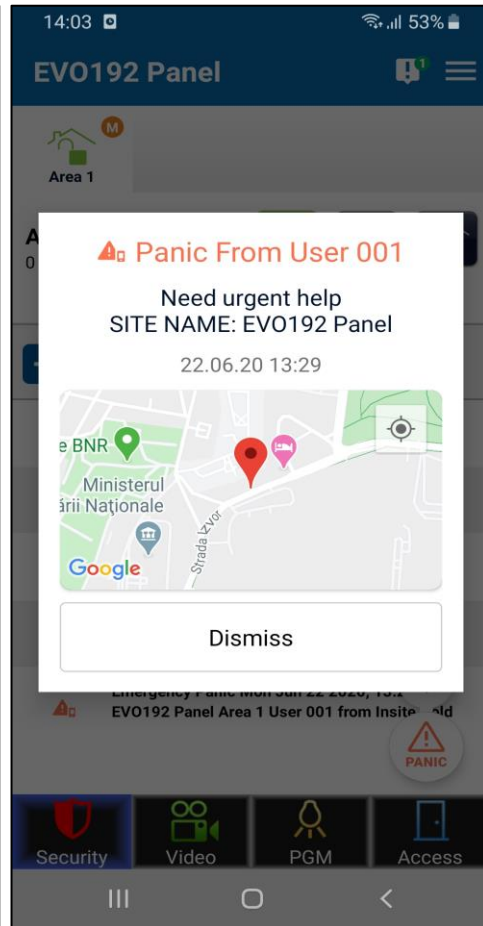 14:03
53%
EVO192 Panel
1
M
Area 1
A
0
Panic From User 001
Need urgent help
SITE NAME: EVO192 Panel
22.06.20 13:29
e BNR
Ministerul
ării Naționale
Strada Izvor
Google
Dismiss
Emergency Panic Mon Jun 22 2020, 13:2
EVO192 Panel Area 1 User 001 from Insite
PANIC
Security
Video
PGM
Access